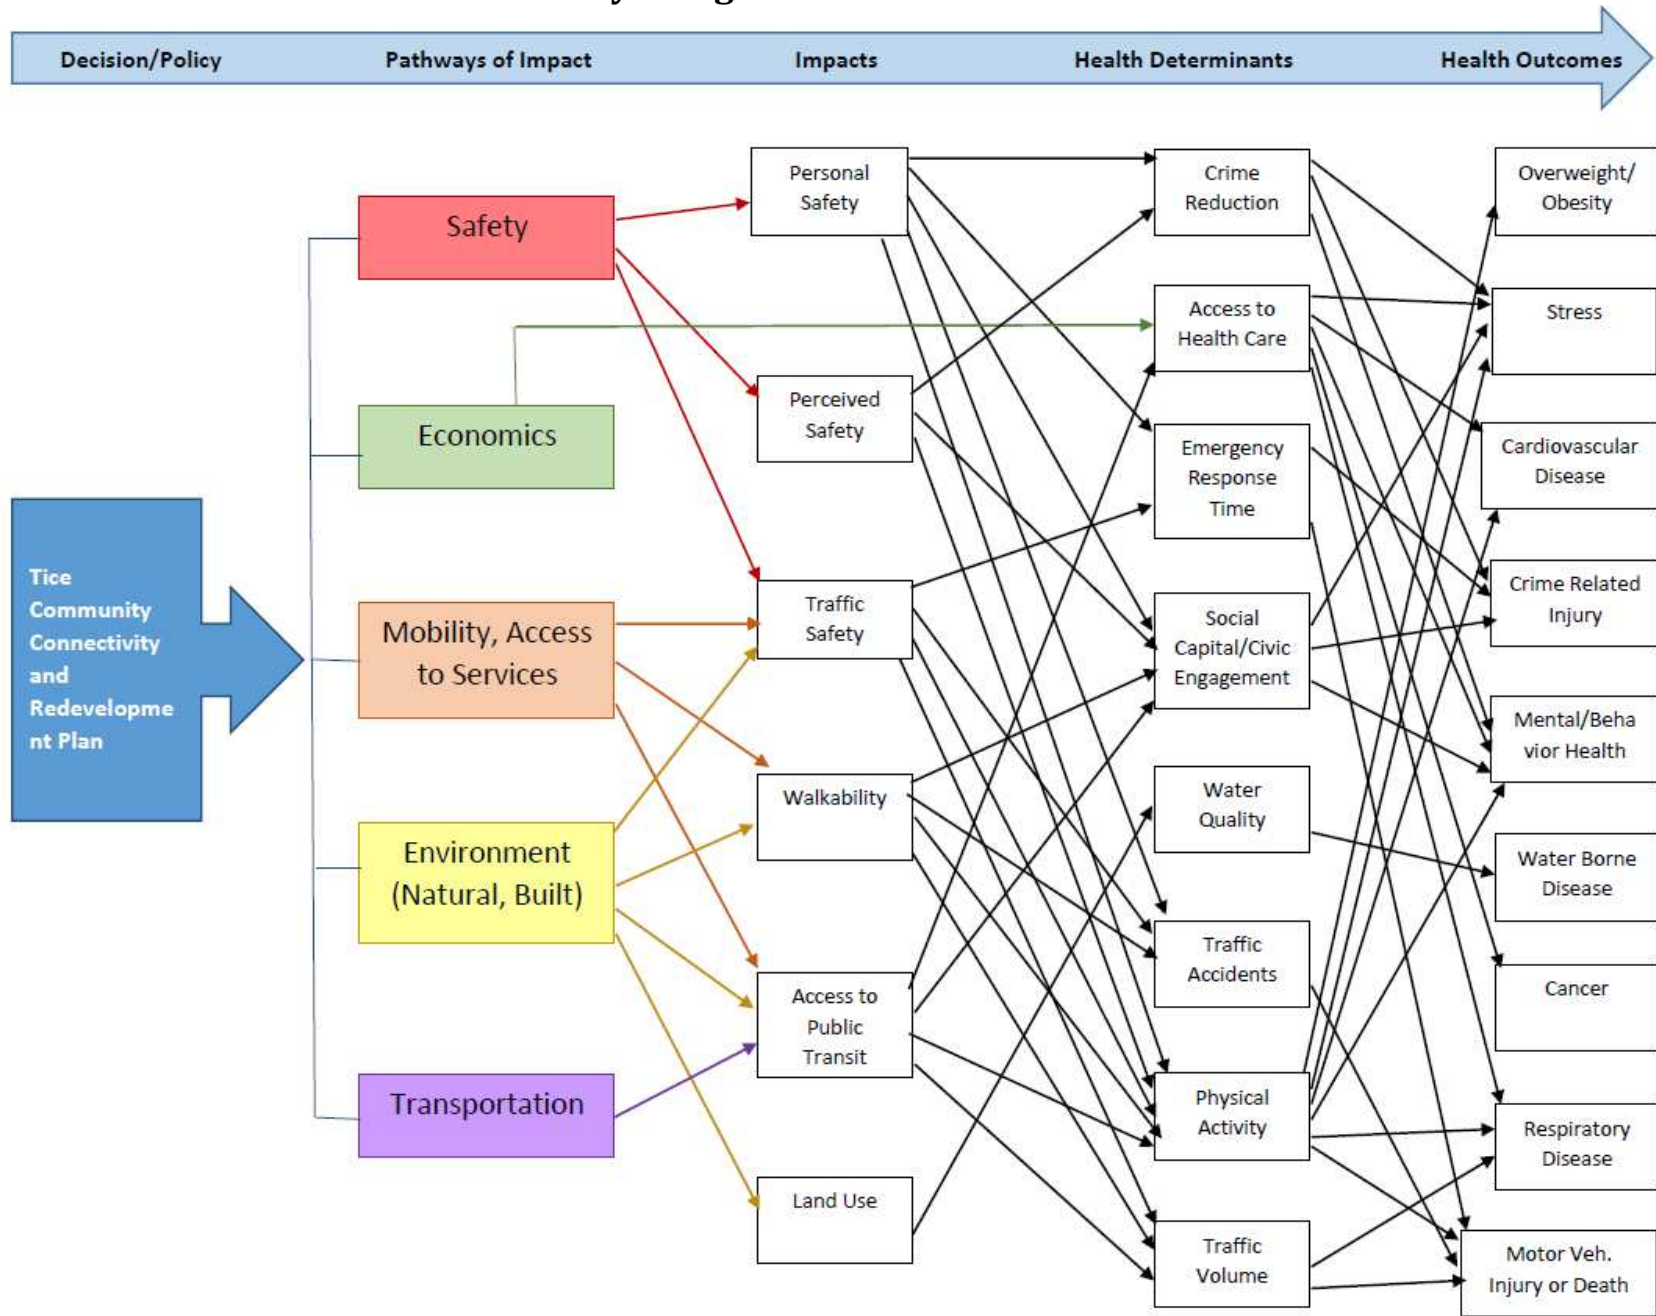 Decision/Policy
Pathways of Impact
Impacts
Health Determinants
Health Outcomes
Tice
Community
Connectivity
and
Redevelopme
nt Plan
Safety
Economics
Mobility, Access
to Services
Environment
(Natural, Built)
Transportation
Personal
Safety
Perceived
Safety
Traffic
Safety
Walkability
Access to
Public
Transit
Land Use
Crime
Reduction
Access to
Health Care
Emergency
Response
Time
Social
Capital/Civic
Engagement
Water
Quality
Traffic
Accidents
Physical
Activity
Traffic
Volume
Overweight/
Obesity
Stress
Cardiovascular
Disease
Crime Related
Injury
Mental/Beha
vior Health
Water Borne
Disease
Cancer
Respiratory
Disease
Motor Veh.
Injury or Death